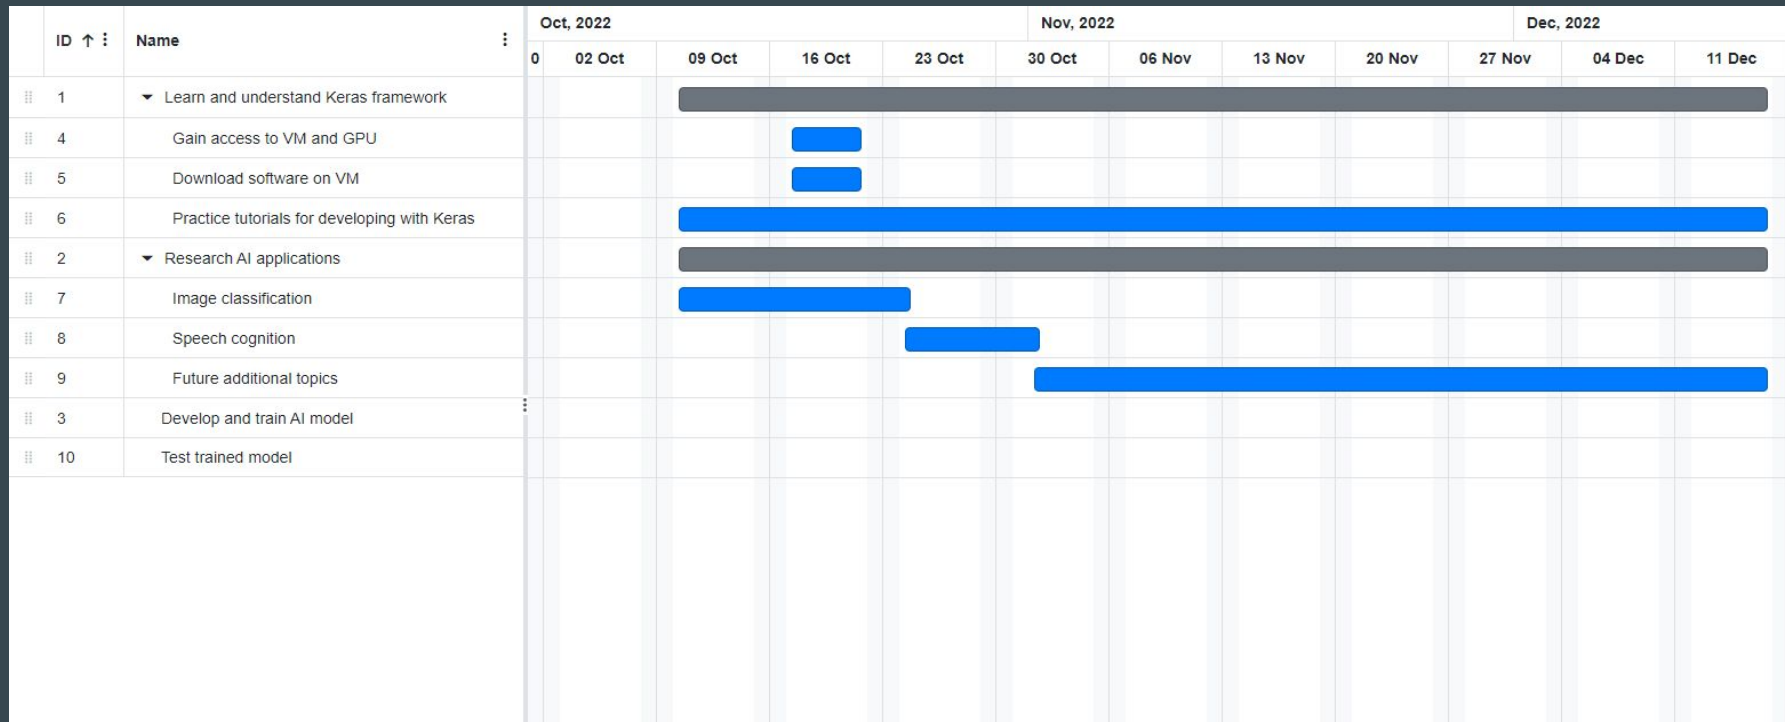 ID Name
Oct, 2022 Nov, 2022 Dec, 2022
0 02 Oct 09 Oct 16 Oct 23 Oct 30 Oct 06 Nov 13 Nov 20 Nov 27 Nov 04 Dec 11 Dec
1 Learn and understand Keras framework
4 Gain access to VM and GPU
5 Download software on VM
6 Practice tutorials for developing with Keras
2 Research AI applications
7 Image classification
8 Speech cognition
9 Future additional topics
3 Develop and train AI model
10 Test trained model